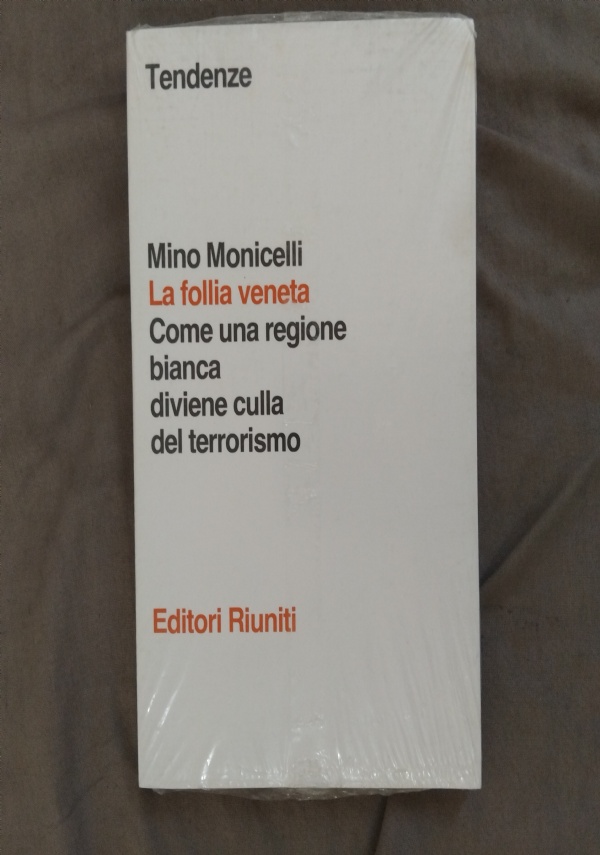 Tendenze
Mino Monicelli
La follia veneta
Come una regione
bianca
diviene culla
del terrorismo
Editori Riuniti